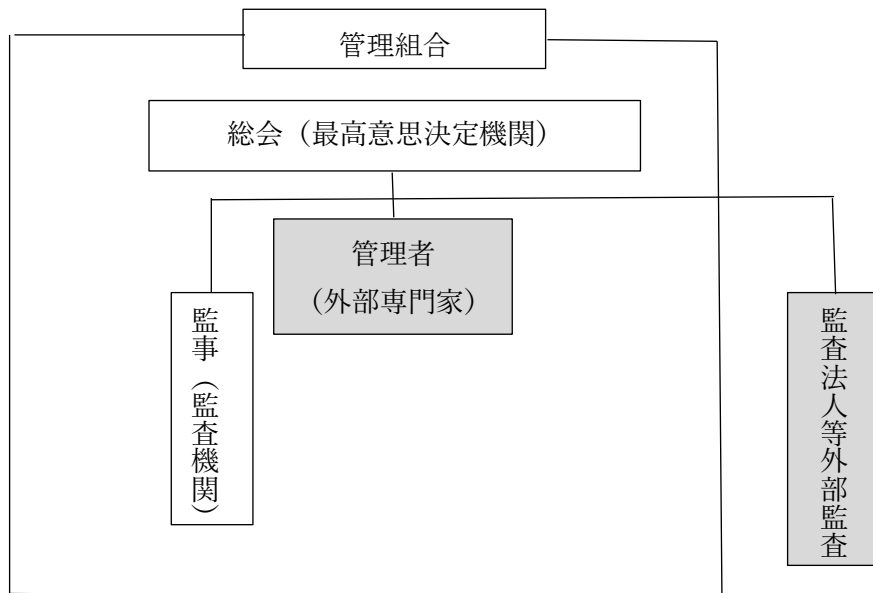 管理組合
総会（最高意思決定機関）
管理者
（外部専門家）
監事（監査機関）
監査法人等外部監査